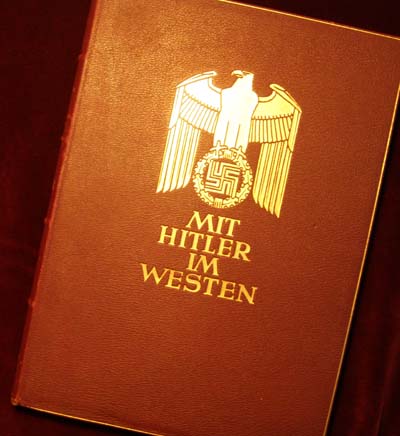 MIT
HITLER
IM
WESTEN